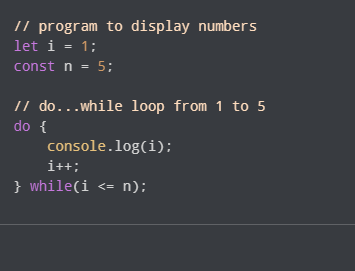 // program to display numbers
let i = 1;
const n = 5;

// do...while loop from 1 to 5
do {
    console.log(i);
    i++;
} while(i <= n);